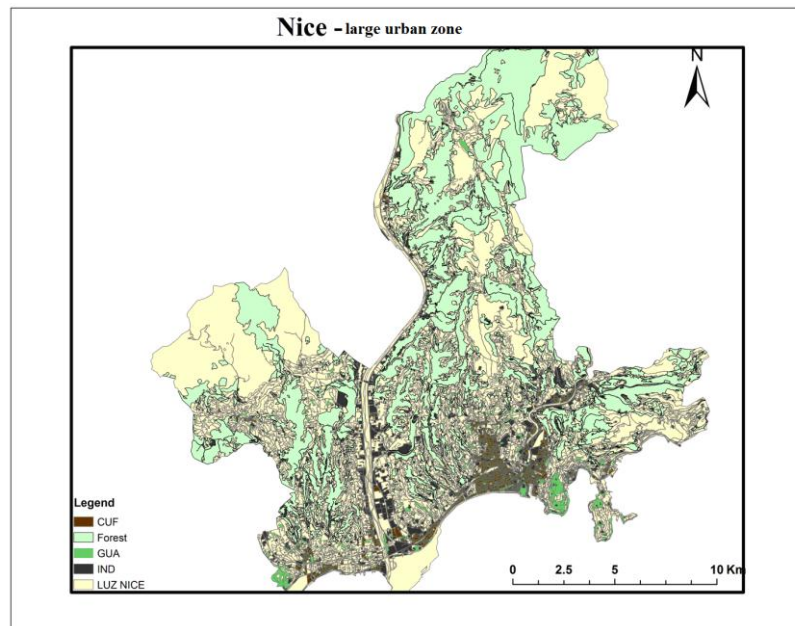 Nice - large urban zone
N
Legend
CUF
Forest
GUA
IND
LUZ NICE
0 2.5 5 10 Km